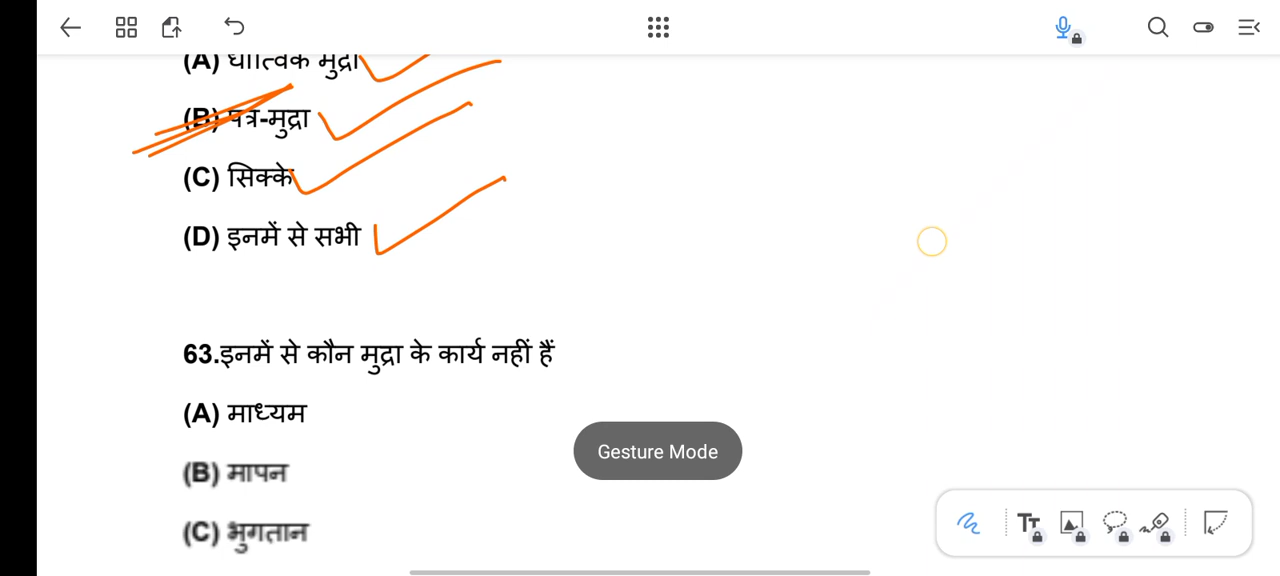 (A) धात्विक मुद्रा
(B) पत्र-मुद्रा
(C) सिक्के
(D) इनमें से सभी
63.इनमें से कौन मुद्रा के कार्य नहीं हैं
(A) माध्यम
Gesture Mode
(B) मापन
(C) भुगतान